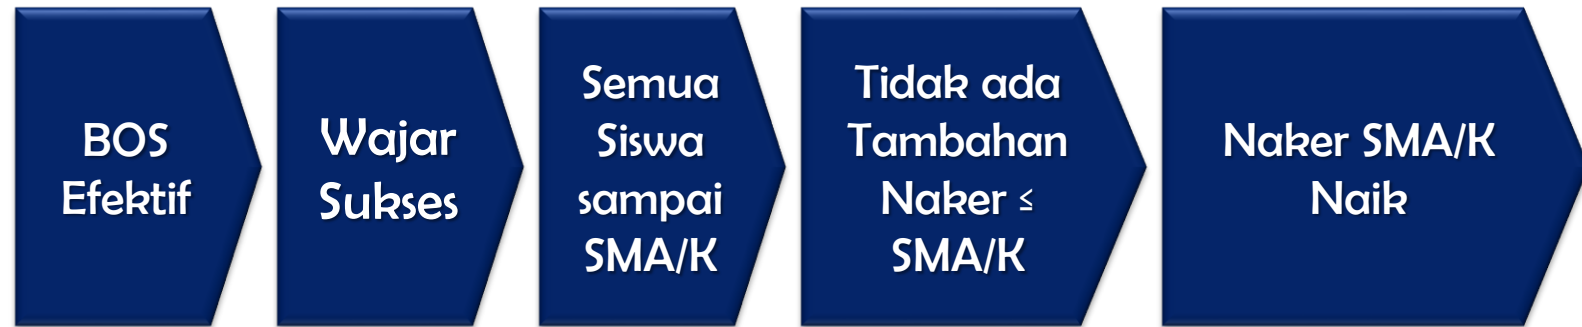 BOS
Efektif
Wajar
Sukses
Semua
Siswa
sampai
SMA/K
Tidak ada
Tambahan
Naker ≤
SMA/K
Naker SMA/K
Naik